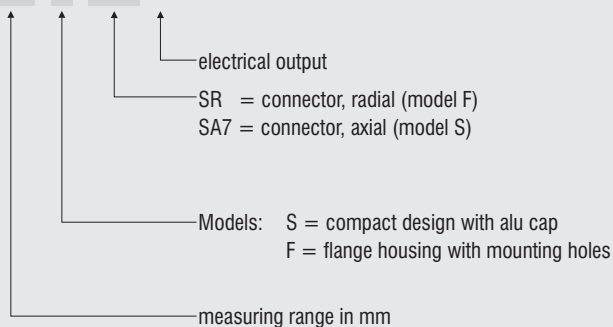 electrical output
SR = connector, radial (model F)
SA7 = connector, axial (model S)
Models: S = compact design with alu cap
F = flange housing with mounting holes
measuring range in mm